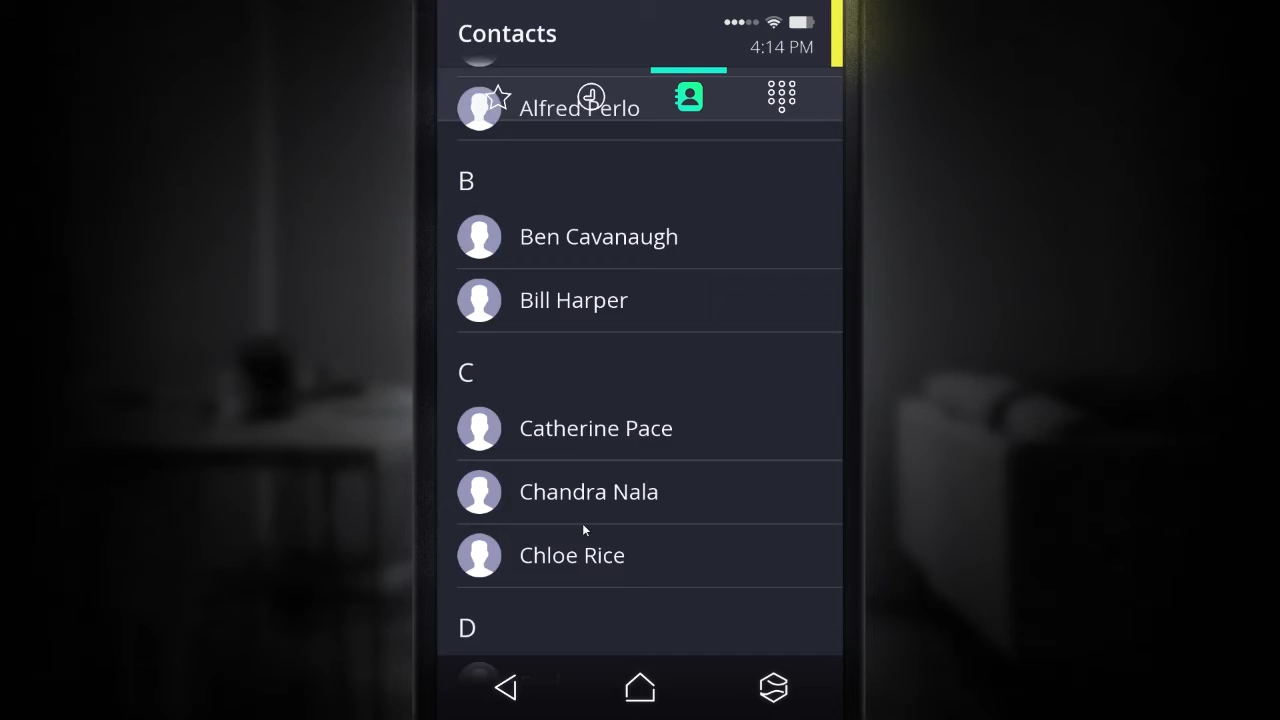 Contacts
4:14 PM
Alfred Perlo
B
Ben Cavanaugh
Bill Harper
C
Catherine Pace
Chandra Nala
Chloe Rice
D